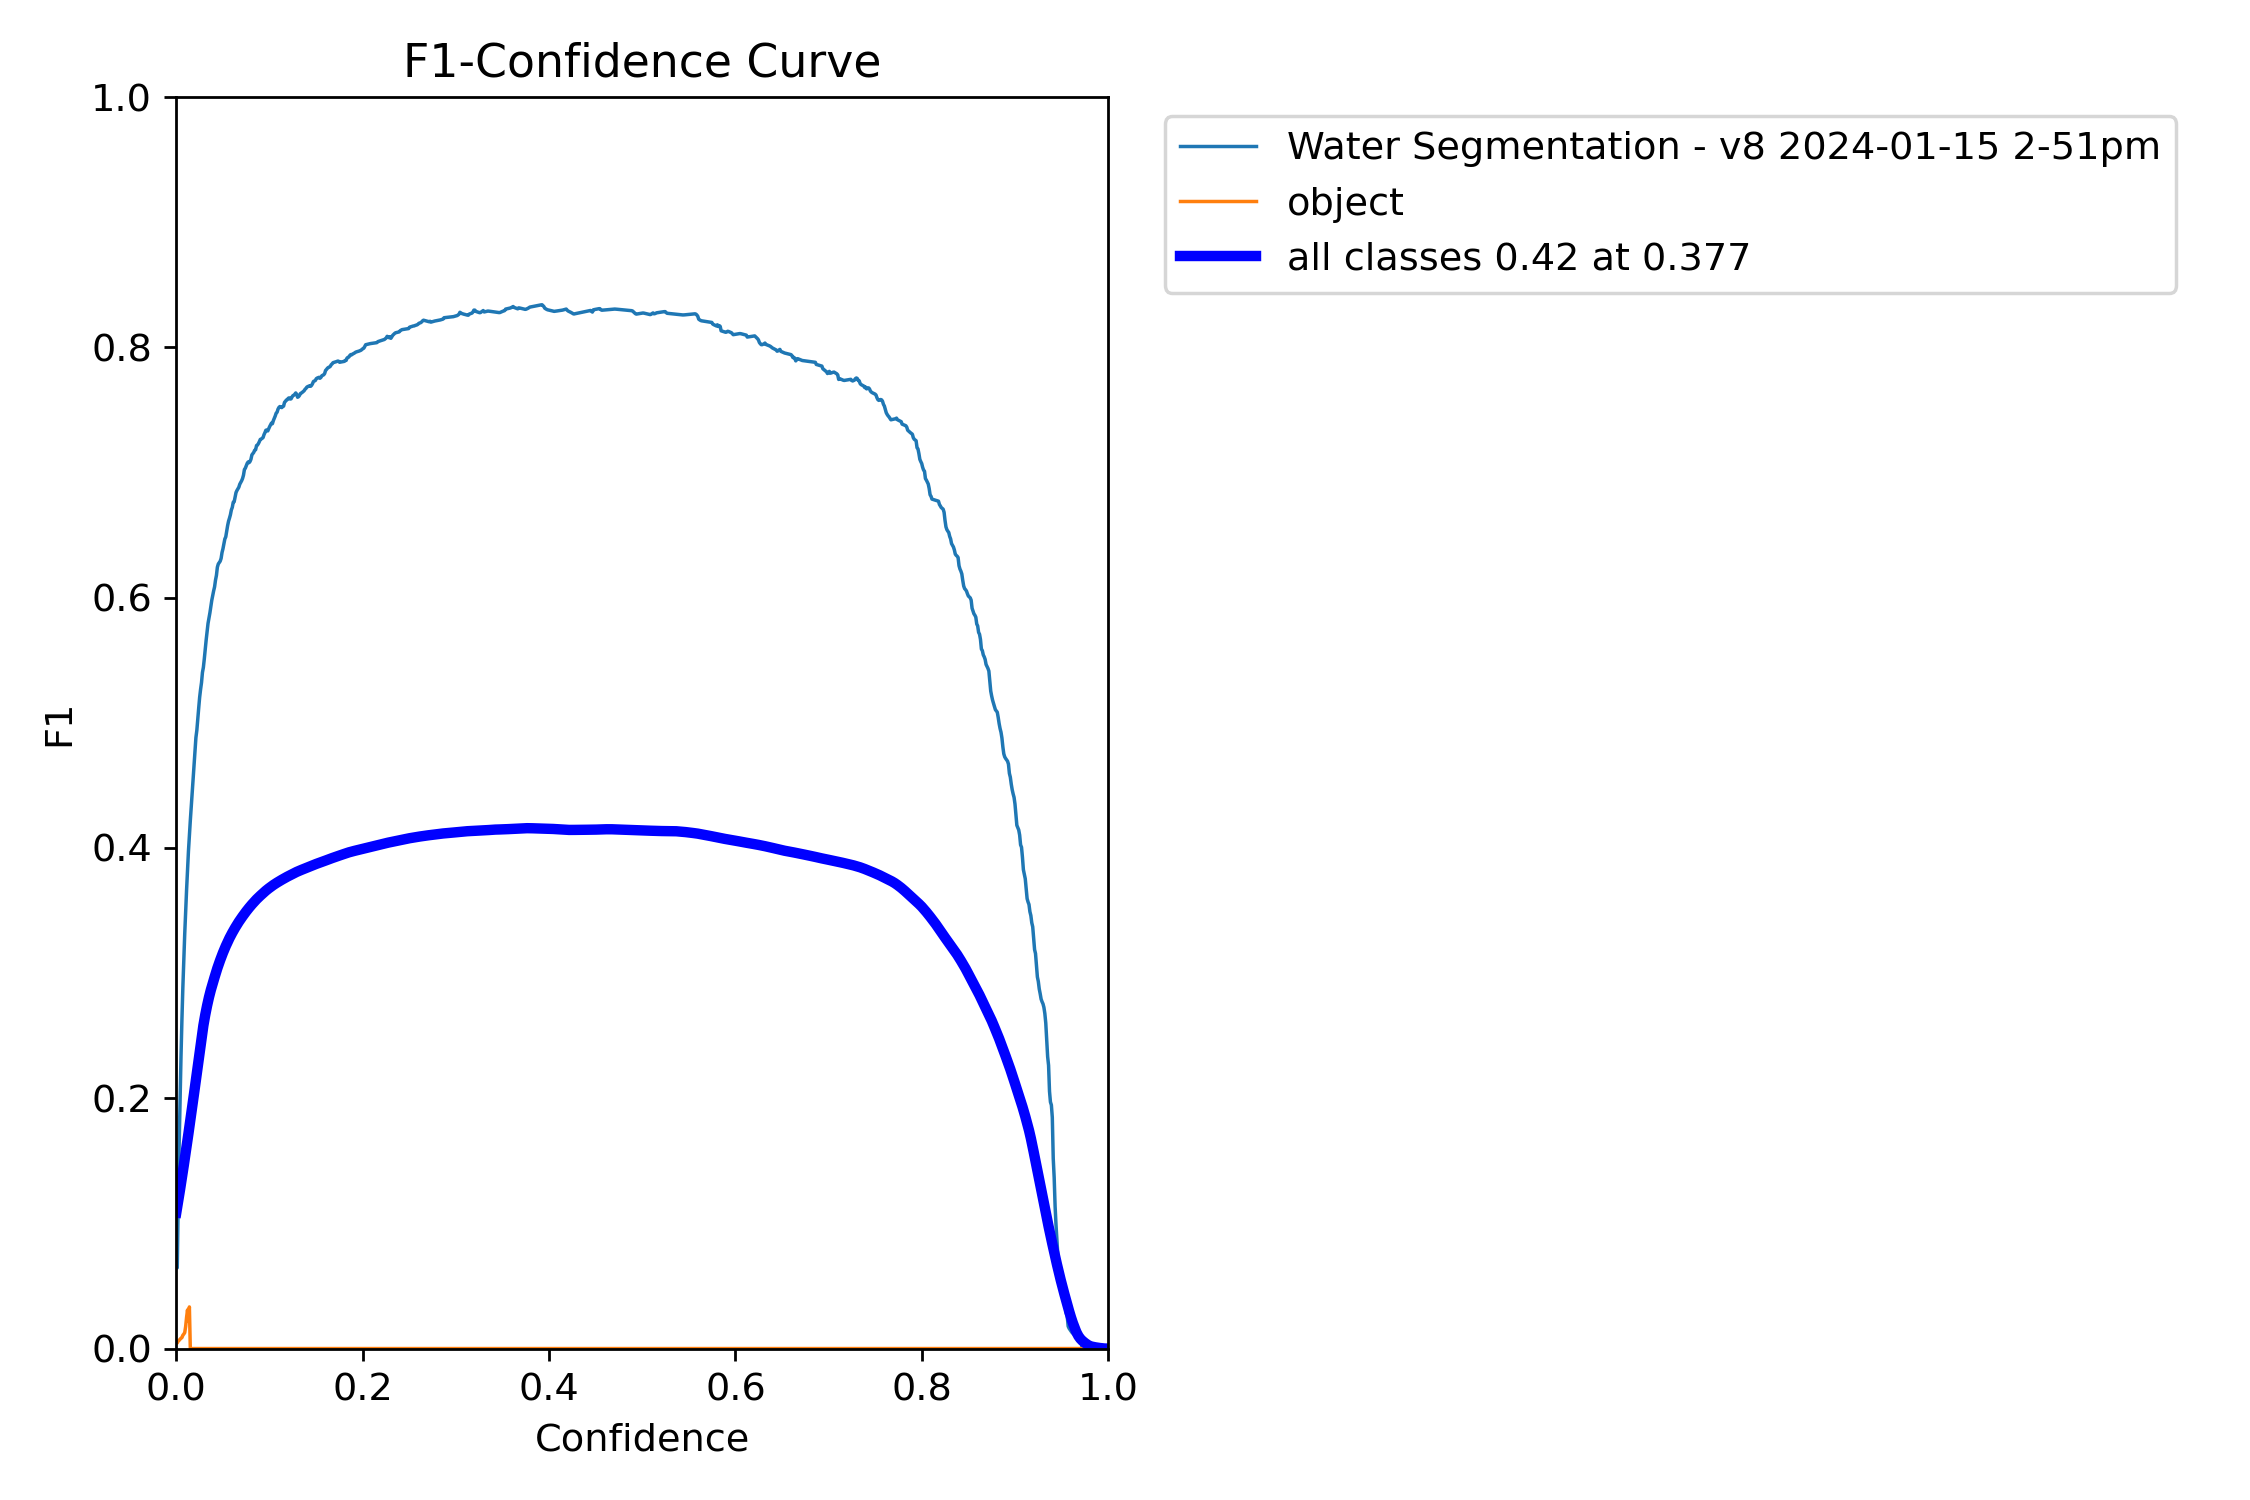 F1-Confidence Curve
1.0
0.8
0.6
0.4
0.2
0.0
F1
0.0 0.2 0.4 0.6 0.8 1.0
Confidence
Water Segmentation - v8 2024-01-15 2-51pm
object
all classes 0.42 at 0.377